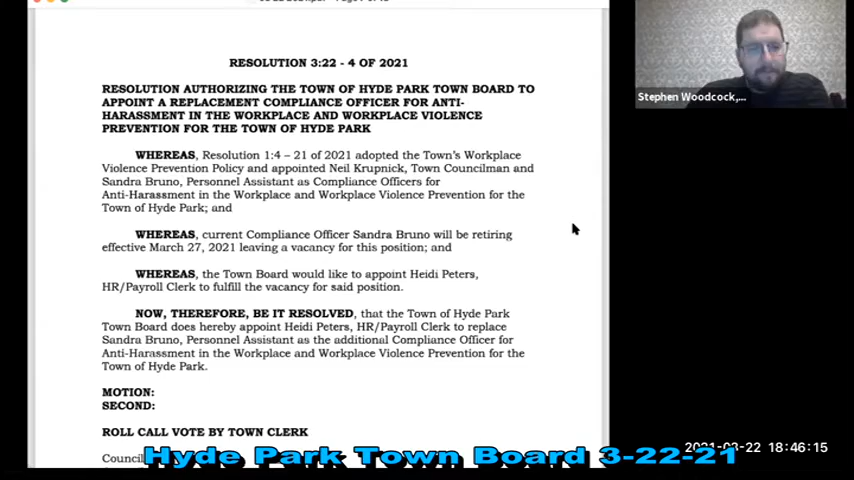 RESOLUTION 3:22 - 4 OF 2021
RESOLUTION AUTHORIZING THE TOWN OF HYDE PARK TOWN BOARD TO
APPOINT A REPLACEMENT COMPLIANCE OFFICER FOR ANTI-
HARASSMENT IN THE WORKPLACE AND WORKPLACE VIOLENCE
PREVENTION FOR THE TOWN OF HYDE PARK
WHEREAS, Resolution 1:4 – 21 of 2021 adopted the Town's Workplace
Violence Prevention Policy and appointed Neil Krupnick, Town Councilman and
Sandra Bruno, Personnel Assistant as Compliance Officers for
Anti-Harassment in the Workplace and Workplace Violence Prevention for the
Town of Hyde Park; and
WHEREAS, current Compliance Officer Sandra Bruno will be retiring
effective March 27, 2021 leaving a vacancy for this position; and
WHEREAS, the Town Board would like to appoint Heidi Peters,
HR/Payroll Clerk to fulfill the vacancy for said position.
NOW, THEREFORE, BE IT RESOLVED, that the Town of Hyde Park
Town Board does hereby appoint Heidi Peters, HR/Payroll Clerk to replace
Sandra Bruno, Personnel Assistant as the additional Compliance Officer for
Anti-Harassment in the Workplace and Workplace Violence Prevention for the
Town of Hyde Park.
MOTION:
SECOND:
ROLL CALL VOTE BY TOWN CLERK
Stephen Woodcock,...
2021-03-22 18:46:15
Hyde Park Town Board 3-22-21